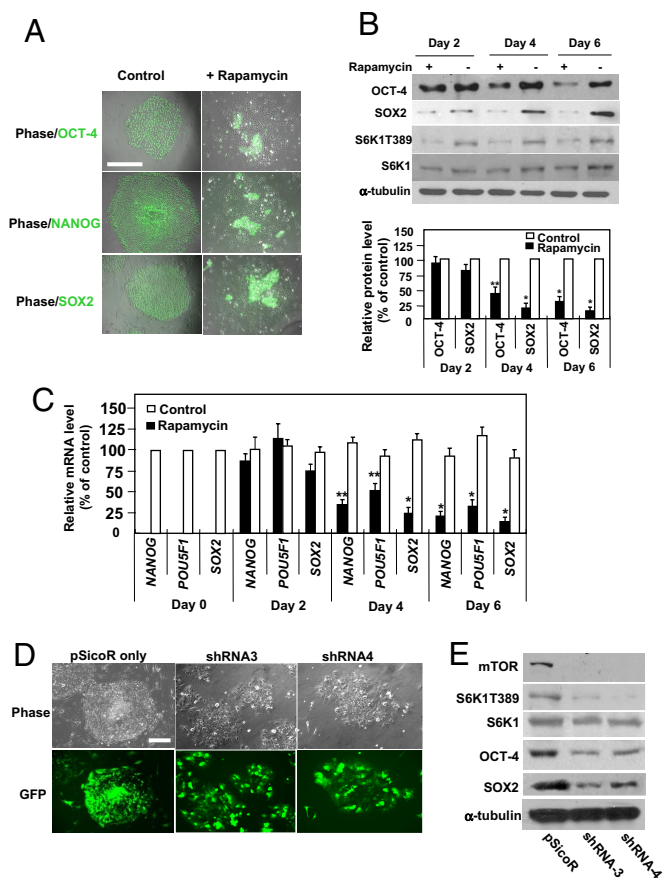 A
Control
+ Rapamycin
Phase/OCT-4
Phase/NANOG
Phase/SOX2
B
Day 2 Day 4 Day 6
Rapamycin + - + - + -
OCT-4
SOX2
S6K1T389
S6K1
α-tubulin
Relative protein level
(% of control)
150
125
100
75
50
25
0
Control
Rapamycin
** * * *
OCT-4 SOX2 OCT-4 SOX2 OCT-4 SOX2
Day 2 Day 4 Day 6
C
Relative mRNA level
(% of control)
150
125
100
75
50
25
0
Control
Rapamycin
** ** * * * *
NANOG POU5F1 SOX2 NANOG POU5F1 SOX2 NANOG POU5F1 SOX2 NANOG POU5F1 SOX2
Day 0 Day 2 Day 4 Day 6
D
pSicoR only shRNA3 shRNA4
Phase
GFP
E
mTOR
S6K1T389
S6K1
OCT-4
SOX2
α-tubulin
pSicoR shRNA-3 shRNA-4